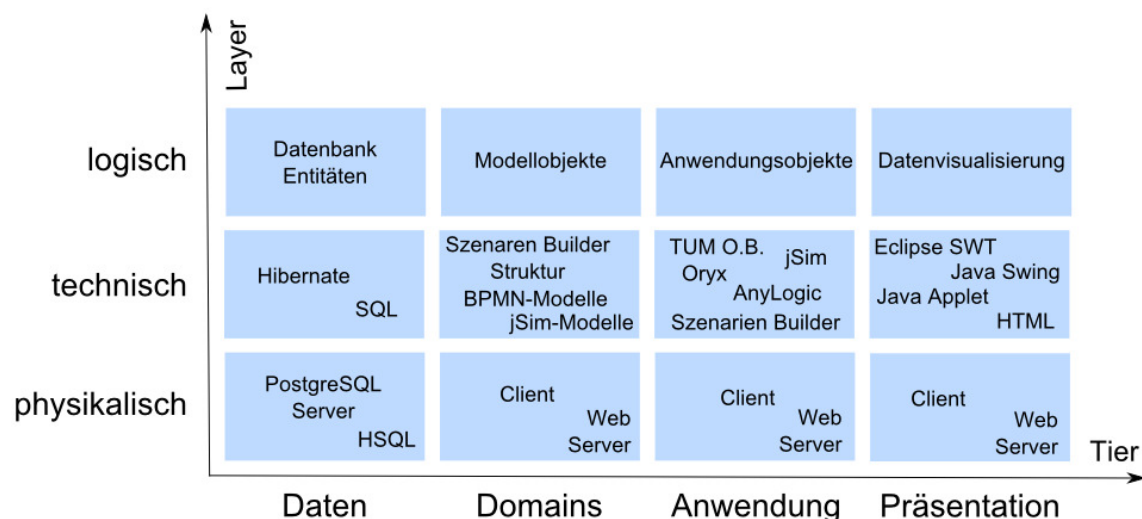 Layer
logisch
Datenbank
Entitäten
Modellobjekte
Anwendungsobjekte
Datenvisualisierung
technisch
Hibernate
SQL
Szenaren Builder
Struktur
BPMN-Modelle
jSim-Modelle
TUM O.B.
jSim
Oryx
AnyLogic
Szenarien Builder
Eclipse SWT
Java Swing
Java Applet
HTML
physikalisch
PostgreSQL
Server
HSQL
Client
Web
Server
Client
Web
Server
Client
Web
Server
Tier
Daten
Domains
Anwendung
Präsentation